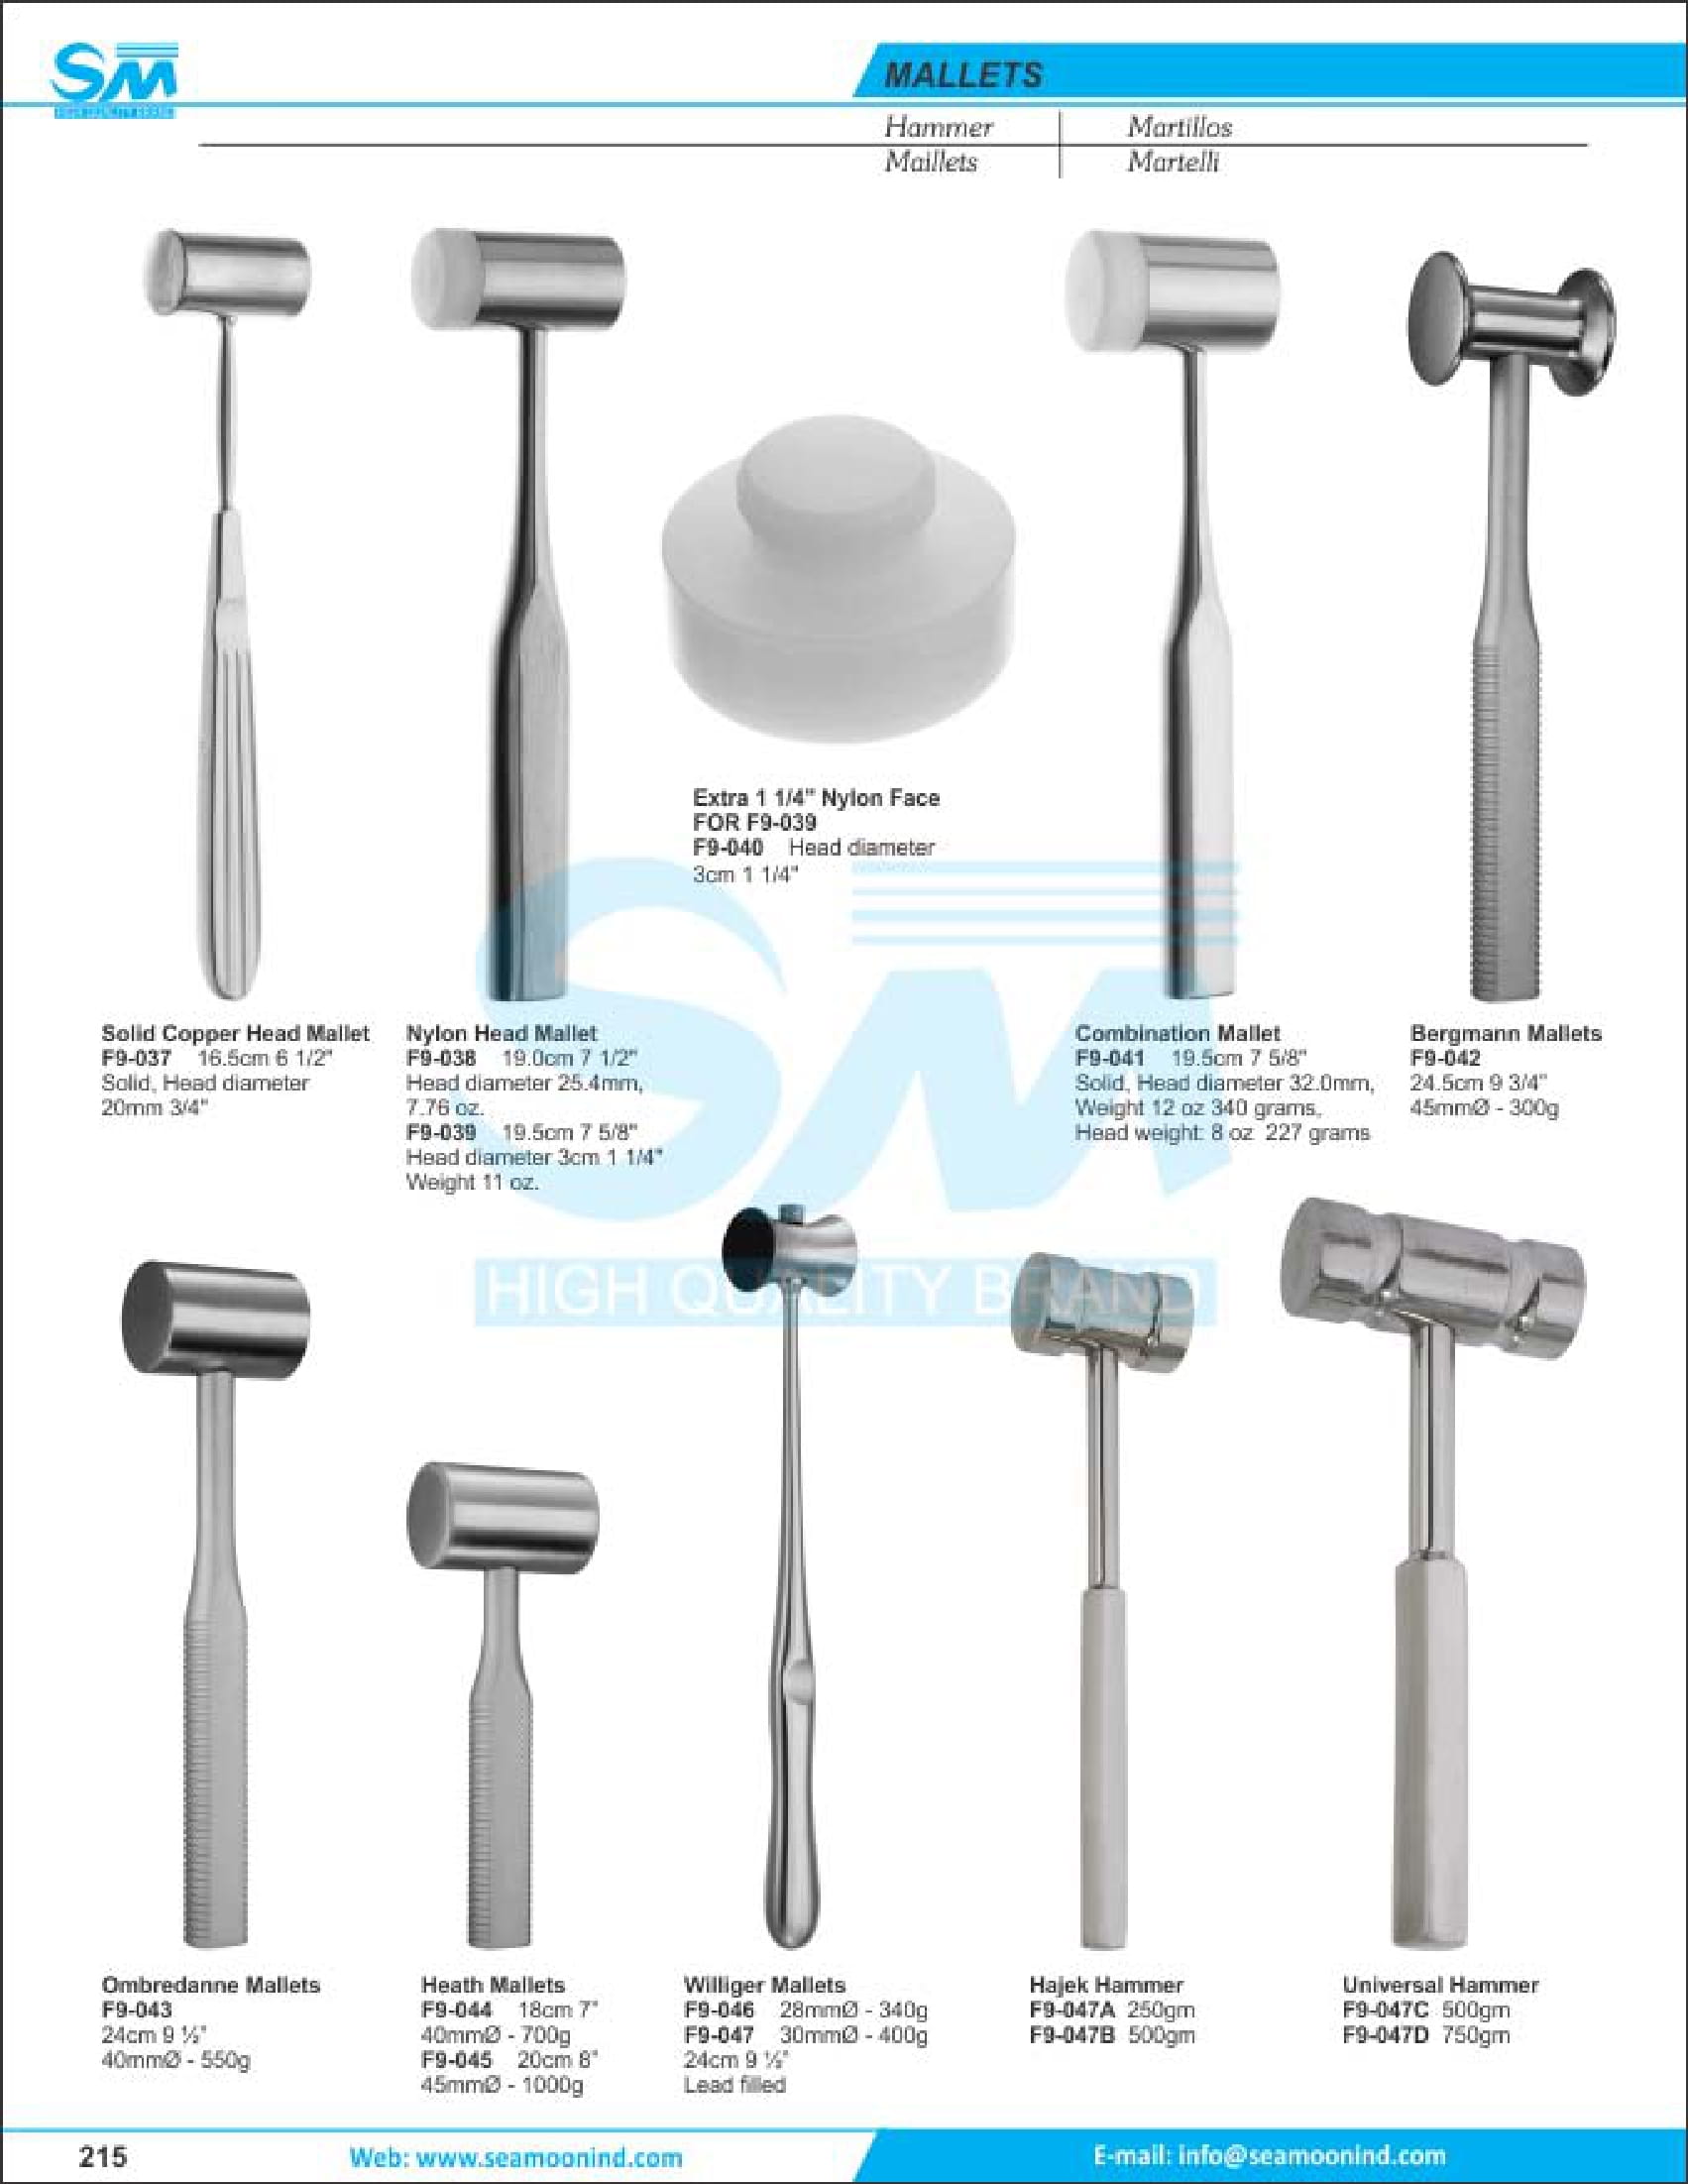 SM
MALLETS
Hammer
Martillos
Maillets
Martelli
Extra 1 1/4" Nylon Face
FOR F9-039
F9-040 Head diameter
3cm 1 1/4"
Solid Copper Head Mallet
F9-037 16.5cm 6 1/2"
Solid, Head diameter
20mm 3/4"
Nylon Head Mallet
F9-038 19.0cm 7 1/2"
Head diameter 25.4mm,
7.76 oz.
F9-039 19.5cm 7 5/8"
Head diameter 3cm 1 1/4"
Weight 11 oz.
Combination Mallet
F9-041 19.5cm 7 5/8"
Solid, Head diameter 32.0mm,
Weight 12 oz 340 grams,
Head weight: 8 oz 227 grams
Bergmann Mallets
F9-042
24.5cm 9 3/4"
45mmØ - 300g
SM
HIGH QUALITY BRAND
Ombredanne Mallets
F9-043
24cm 9 ½"
40mmØ - 550g
Heath Mallets
F9-044 18cm 7"
40mmØ - 700g
F9-045 20cm 8"
45mmØ - 1000g
Williger Mallets
F9-046 28mmØ - 340g
F9-047 30mmØ - 400g
24cm 9 ½"
Lead filled
Hajek Hammer
F9-047A 250gm
F9-047B 500gm
Universal Hammer
F9-047C 500gm
F9-047D 750gm
215
Web: www.seamoonind.com
E-mail: info@seamoonind.com